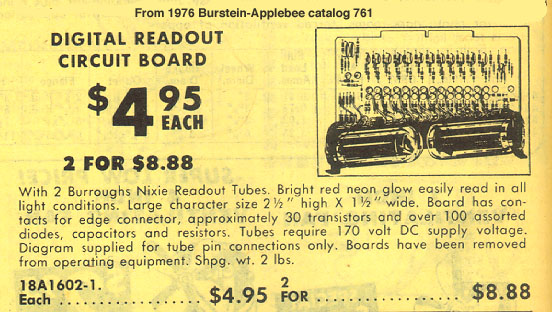 From 1976 Burstein-Applebee catalog 761
DIGITAL READOUT
CIRCUIT BOARD
$4 95
EACH
2 FOR $8.88
With 2 Burroughs Nixie Readout Tubes. Bright red neon glow easily read in all
light conditions. Large character size 2½" high X 1½" wide. Board has con-
tacts for edge connector, approximately 30 transistors and over 100 assorted
diodes, capacitors and resistors. Tubes require 170 volt DC supply voltage.
Diagram supplied for tube pin connections only. Boards have been removed
from operating equipment. Shpg. wt. 2 lbs.
18A1602-1.
Each .................. $4.95 2 FOR .................. $8.88